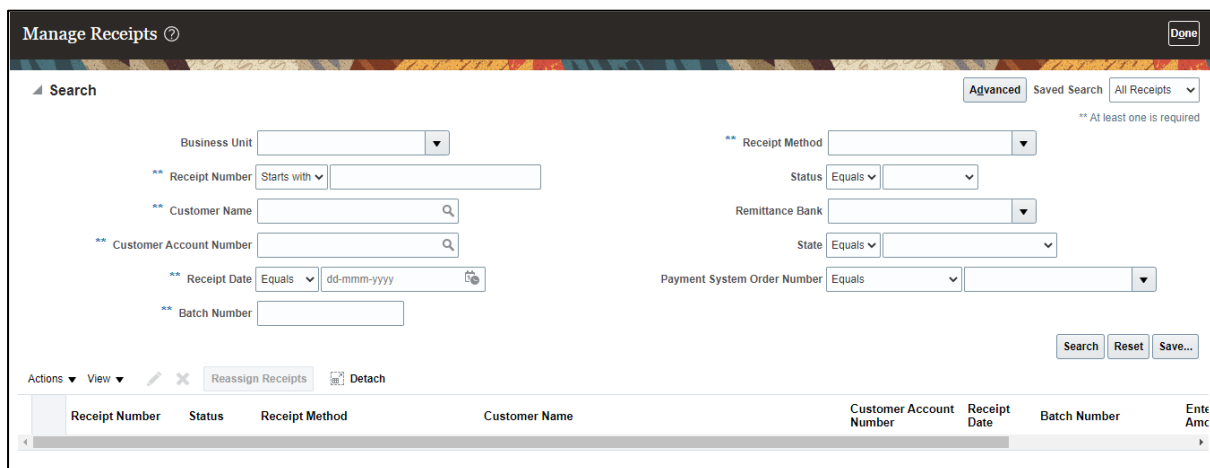 Manage Receipts ?
Done
Search
Advanced Saved Search All Receipts
** At least one is required
Business Unit
** Receipt Method
** Receipt Number Starts with
Status Equals
** Customer Name
Remittance Bank
** Customer Account Number
State Equals
** Receipt Date Equals dd-mmm-yyyy
Payment System Order Number Equals
** Batch Number
Search Reset Save...
Actions View Reassign Receipts Detach
Receipt Number Status Receipt Method Customer Name Customer Account Number Receipt Date Batch Number Ente
Amo